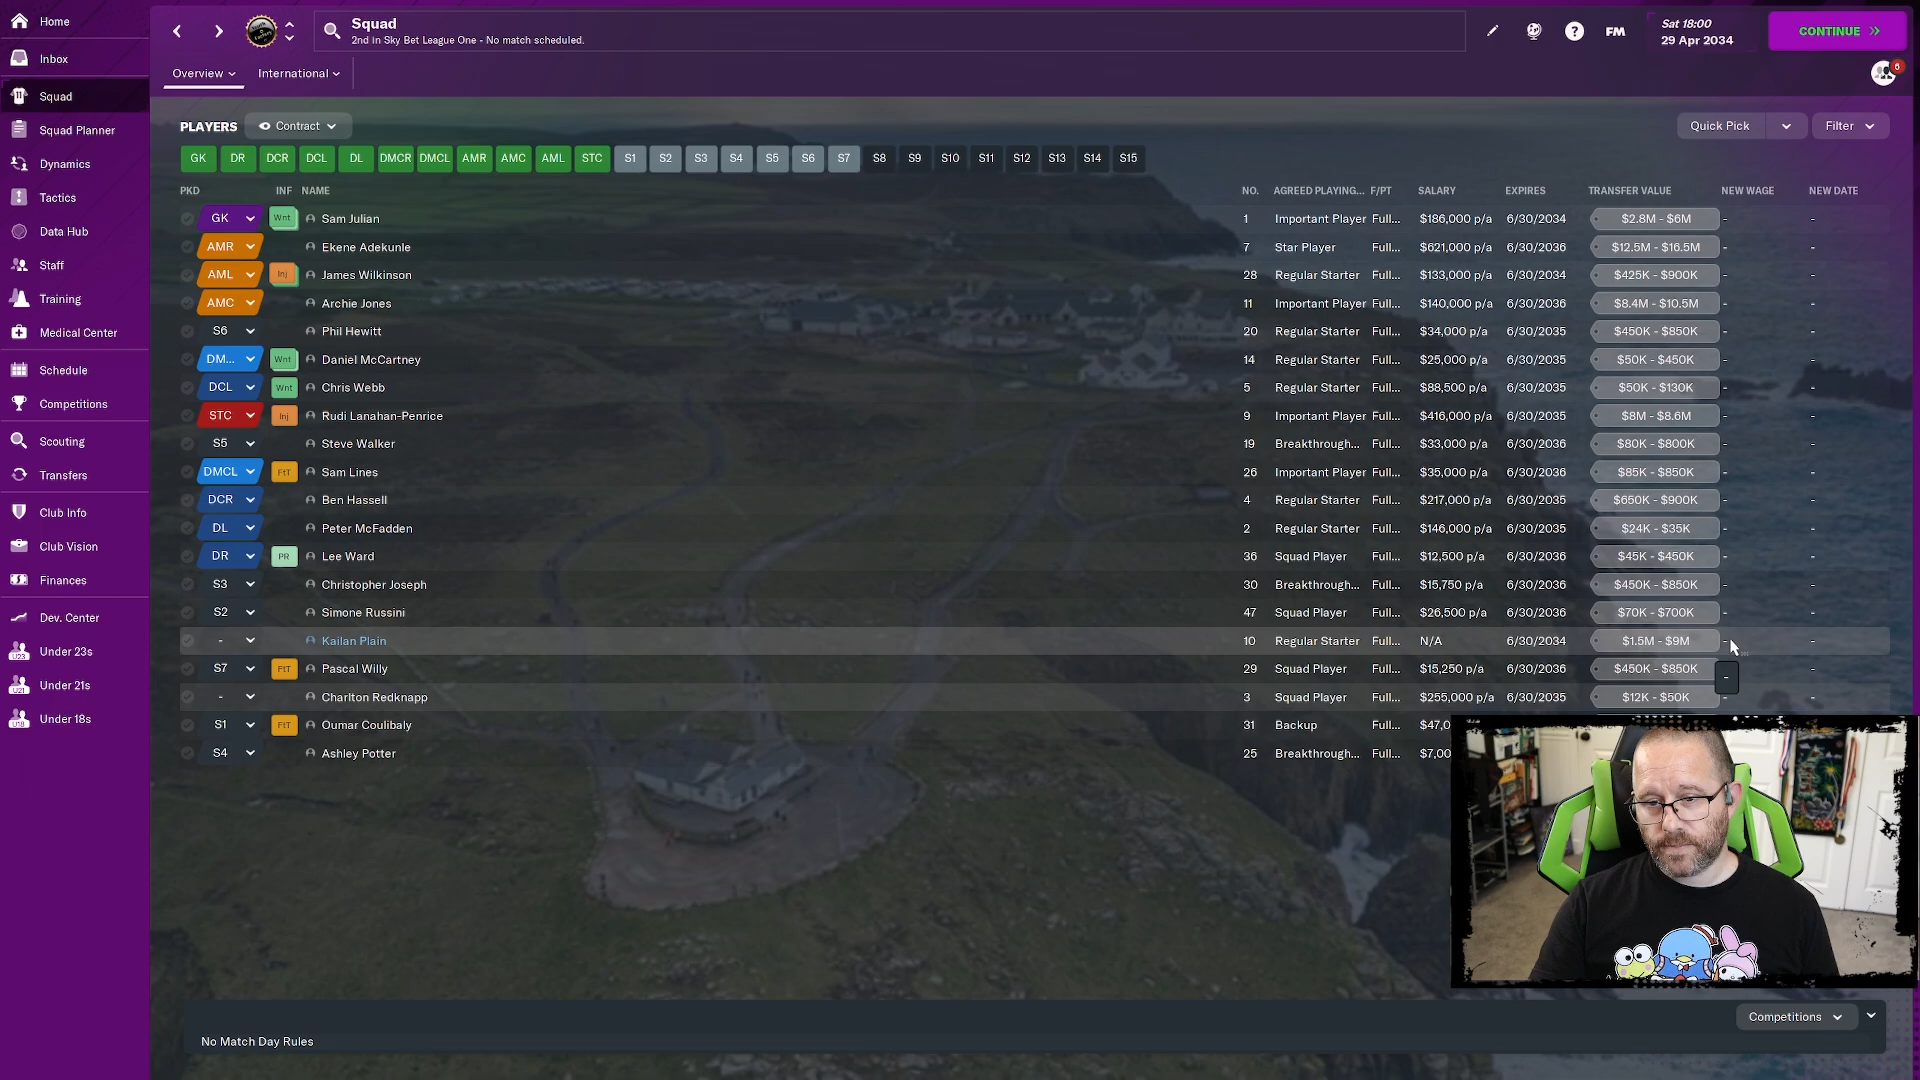 Home
Inbox
Squad
Squad Planner
Dynamics
Tactics
Data Hub
Staff
Training
Medical Center
Schedule
Competitions
Scouting
Transfers
Club Info
Club Vision
Finances
Dev. Center
Under 23s
Under 21s
Under 18s
Squad
2nd in Sky Bet League One - No match scheduled.
FM
Sat 18:00
29 Apr 2034
CONTINUE
6
Overview
International
PLAYERS
Contract
Quick Pick
Filter
GK DR DCR DCL DL DMCR DMCL AMR AMC AML STC S1 S2 S3 S4 S5 S6 S7 S8 S9 S10 S11 S12 S13 S14 S15
PKD INF NAME NO. AGREED PLAYING... F/PT SALARY EXPIRES TRANSFER VALUE NEW WAGE NEW DATE
GK Wnt Sam Julian 1 Important Player Full... $186,000 p/a 6/30/2034 $2.8M - $6M - -
AMR Ekene Adekunle 7 Star Player Full... $621,000 p/a 6/30/2036 $12.5M - $16.5M - -
AML Inj James Wilkinson 28 Regular Starter Full... $133,000 p/a 6/30/2034 $425K - $900K - -
AMC Archie Jones 11 Important Player Full... $140,000 p/a 6/30/2036 $8.4M - $10.5M - -
S6 Phil Hewitt 20 Regular Starter Full... $34,000 p/a 6/30/2035 $450K - $850K - -
DM... Wnt Daniel McCartney 14 Regular Starter Full... $25,000 p/a 6/30/2035 $50K - $450K - -
DCL Wnt Chris Webb 5 Regular Starter Full... $88,500 p/a 6/30/2035 $50K - $130K - -
STC Inj Rudi Lanahan-Penrice 9 Important Player Full... $416,000 p/a 6/30/2035 $8M - $8.6M - -
S5 Steve Walker 19 Breakthrough... Full... $33,000 p/a 6/30/2036 $80K - $800K - -
DMCL FtT Sam Lines 26 Important Player Full... $35,000 p/a 6/30/2036 $85K - $850K - -
DCR Ben Hassell 4 Regular Starter Full... $217,000 p/a 6/30/2035 $650K - $900K - -
DL Peter McFadden 2 Regular Starter Full... $146,000 p/a 6/30/2035 $24K - $35K - -
DR PR Lee Ward 36 Squad Player Full... $12,500 p/a 6/30/2036 $45K - $450K - -
S3 Christopher Joseph 30 Breakthrough... Full... $15,750 p/a 6/30/2036 $450K - $850K - -
S2 Simone Russini 47 Squad Player Full... $26,500 p/a 6/30/2036 $70K - $700K - -
- Kailan Plain 10 Regular Starter Full... N/A 6/30/2034 $1.5M - $9M - -
S7 FtT Pascal Willy 29 Squad Player Full... $15,250 p/a 6/30/2036 $450K - $850K - -
- Charlton Redknapp 3 Squad Player Full... $255,000 p/a 6/30/2035 $12K - $50K - -
S1 FtT Oumar Coulibaly 31 Backup Full... $47,0
S4 Ashley Potter 25 Breakthrough... Full... $7,00
Competitions
No Match Day Rules